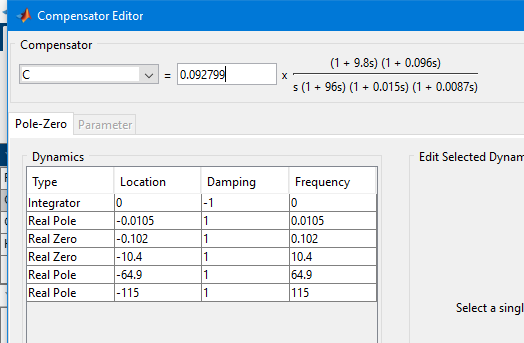 Compensator Editor
Compensator
C = 0.092799 x (1 + 9.8s) (1 + 0.096s)
s (1 + 96s) (1 + 0.015s) (1 + 0.0087s)
Pole-Zero Parameter
Dynamics Edit Selected Dynam
Type Location Damping Frequency
Integrator 0 -1 0
Real Pole -0.0105 1 0.0105
Real Zero -0.102 1 0.102
Real Zero -10.4 1 10.4
Real Pole -64.9 1 64.9
Real Pole -115 1 115
Select a singl